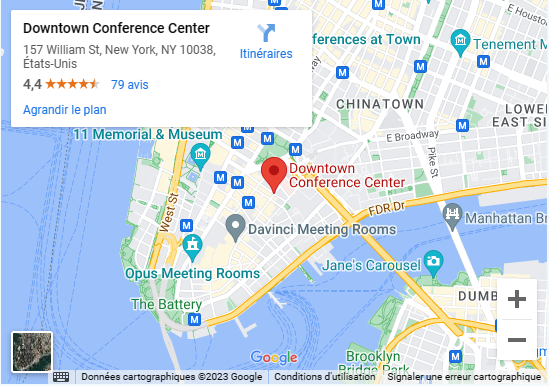 Downtown Conference Center
157 William St, New York, NY 10038,
États-Unis
Itinéraires
4,4
79 avis
Agrandir le plan
ferences at Town
Tenement M
CHINATOWN
LOWER
EAST SI
E Broadway
Pike St
11 Memorial & Museum
Downtown
Conference Center
West St
FDR Dr
Manhattan Br
Davinci Meeting Rooms
Opus Meeting Rooms
Jane's Carousel
The Battery
DUMB
M
M
M
M
M
M
M
M
M
M
M
M
M
M
Google
Brooklyn
Bridge Park
Données cartographiques ©2023 Google
Conditions d'utilisation
Signaler une erreur cartographique